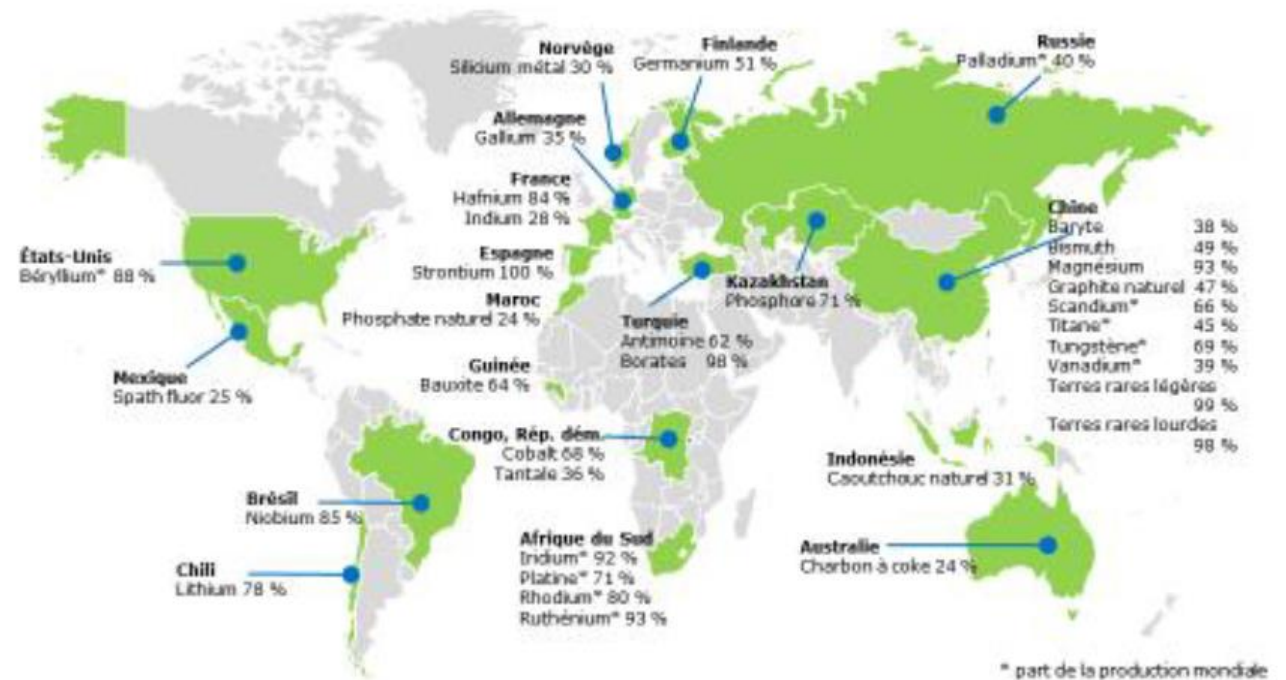 Norvège
Silicium métal 30 %
Finlande
Germanium 51 %
Russie
Palladium* 40 %
Allemagne
Gallium 35 %
France
Hafnium 84 %
Indium 28 %
Espagne
Strontium 100 %
Maroc
Phosphate naturel 24 %
États-Unis
Béryllium* 88 %
Mexique
Spath fluor 25 %
Guinée
Bauxite 64 %
Turquie
Antimoine 62 %
Borates 98 %
Kazakhstan
Phosphore 71 %
Chine
Baryte 38 %
Bismuth 49 %
Magnésium 93 %
Graphite naturel 47 %
Scandium* 66 %
Titane* 45 %
Tungstène* 69 %
Vanadium* 39 %
Terres rares légères
99 %
Terres rares lourdes
98 %
Congo, Rép. dém.
Cobalt 68 %
Tantale 36 %
Indonésie
Caoutchouc naturel 31 %
Brésil
Niobium 85 %
Chili
Lithium 78 %
Afrique du Sud
Iridium* 92 %
Platine* 71 %
Rhodium* 80 %
Ruthénium* 93 %
Australie
Charbon à coke 24 %
* part de la production mondiale